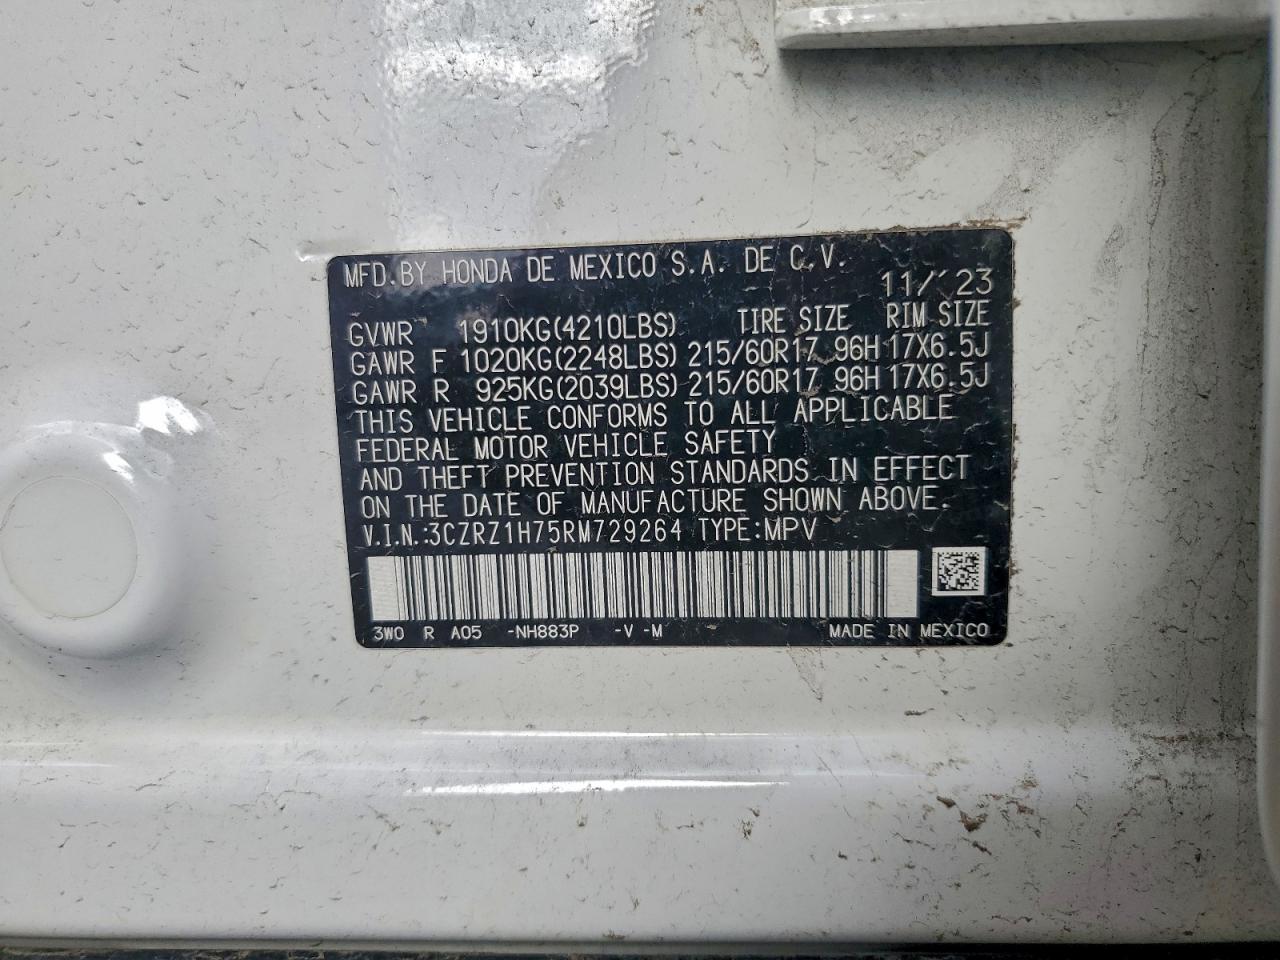 MFD.BY HONDA DE MEXICO S.A. DE C.V.
11/'23
GVWR 1910KG(4210LBS) TIRE SIZE RIM SIZE
GAWR F 1020KG(2248LBS) 215/60R17 96H 17X6.5J
GAWR R 925KG(2039LBS) 215/60R17 96H 17X6.5J
THIS VEHICLE CONFORMS TO ALL APPLICABLE
FEDERAL MOTOR VEHICLE SAFETY
AND THEFT PREVENTION STANDARDS IN EFFECT
ON THE DATE OF MANUFACTURE SHOWN ABOVE.
V.I.N.:3CZRZ1H75RM729264 TYPE:MPV
3W0 R A05 -NH883P -V -M MADE IN MEXICO